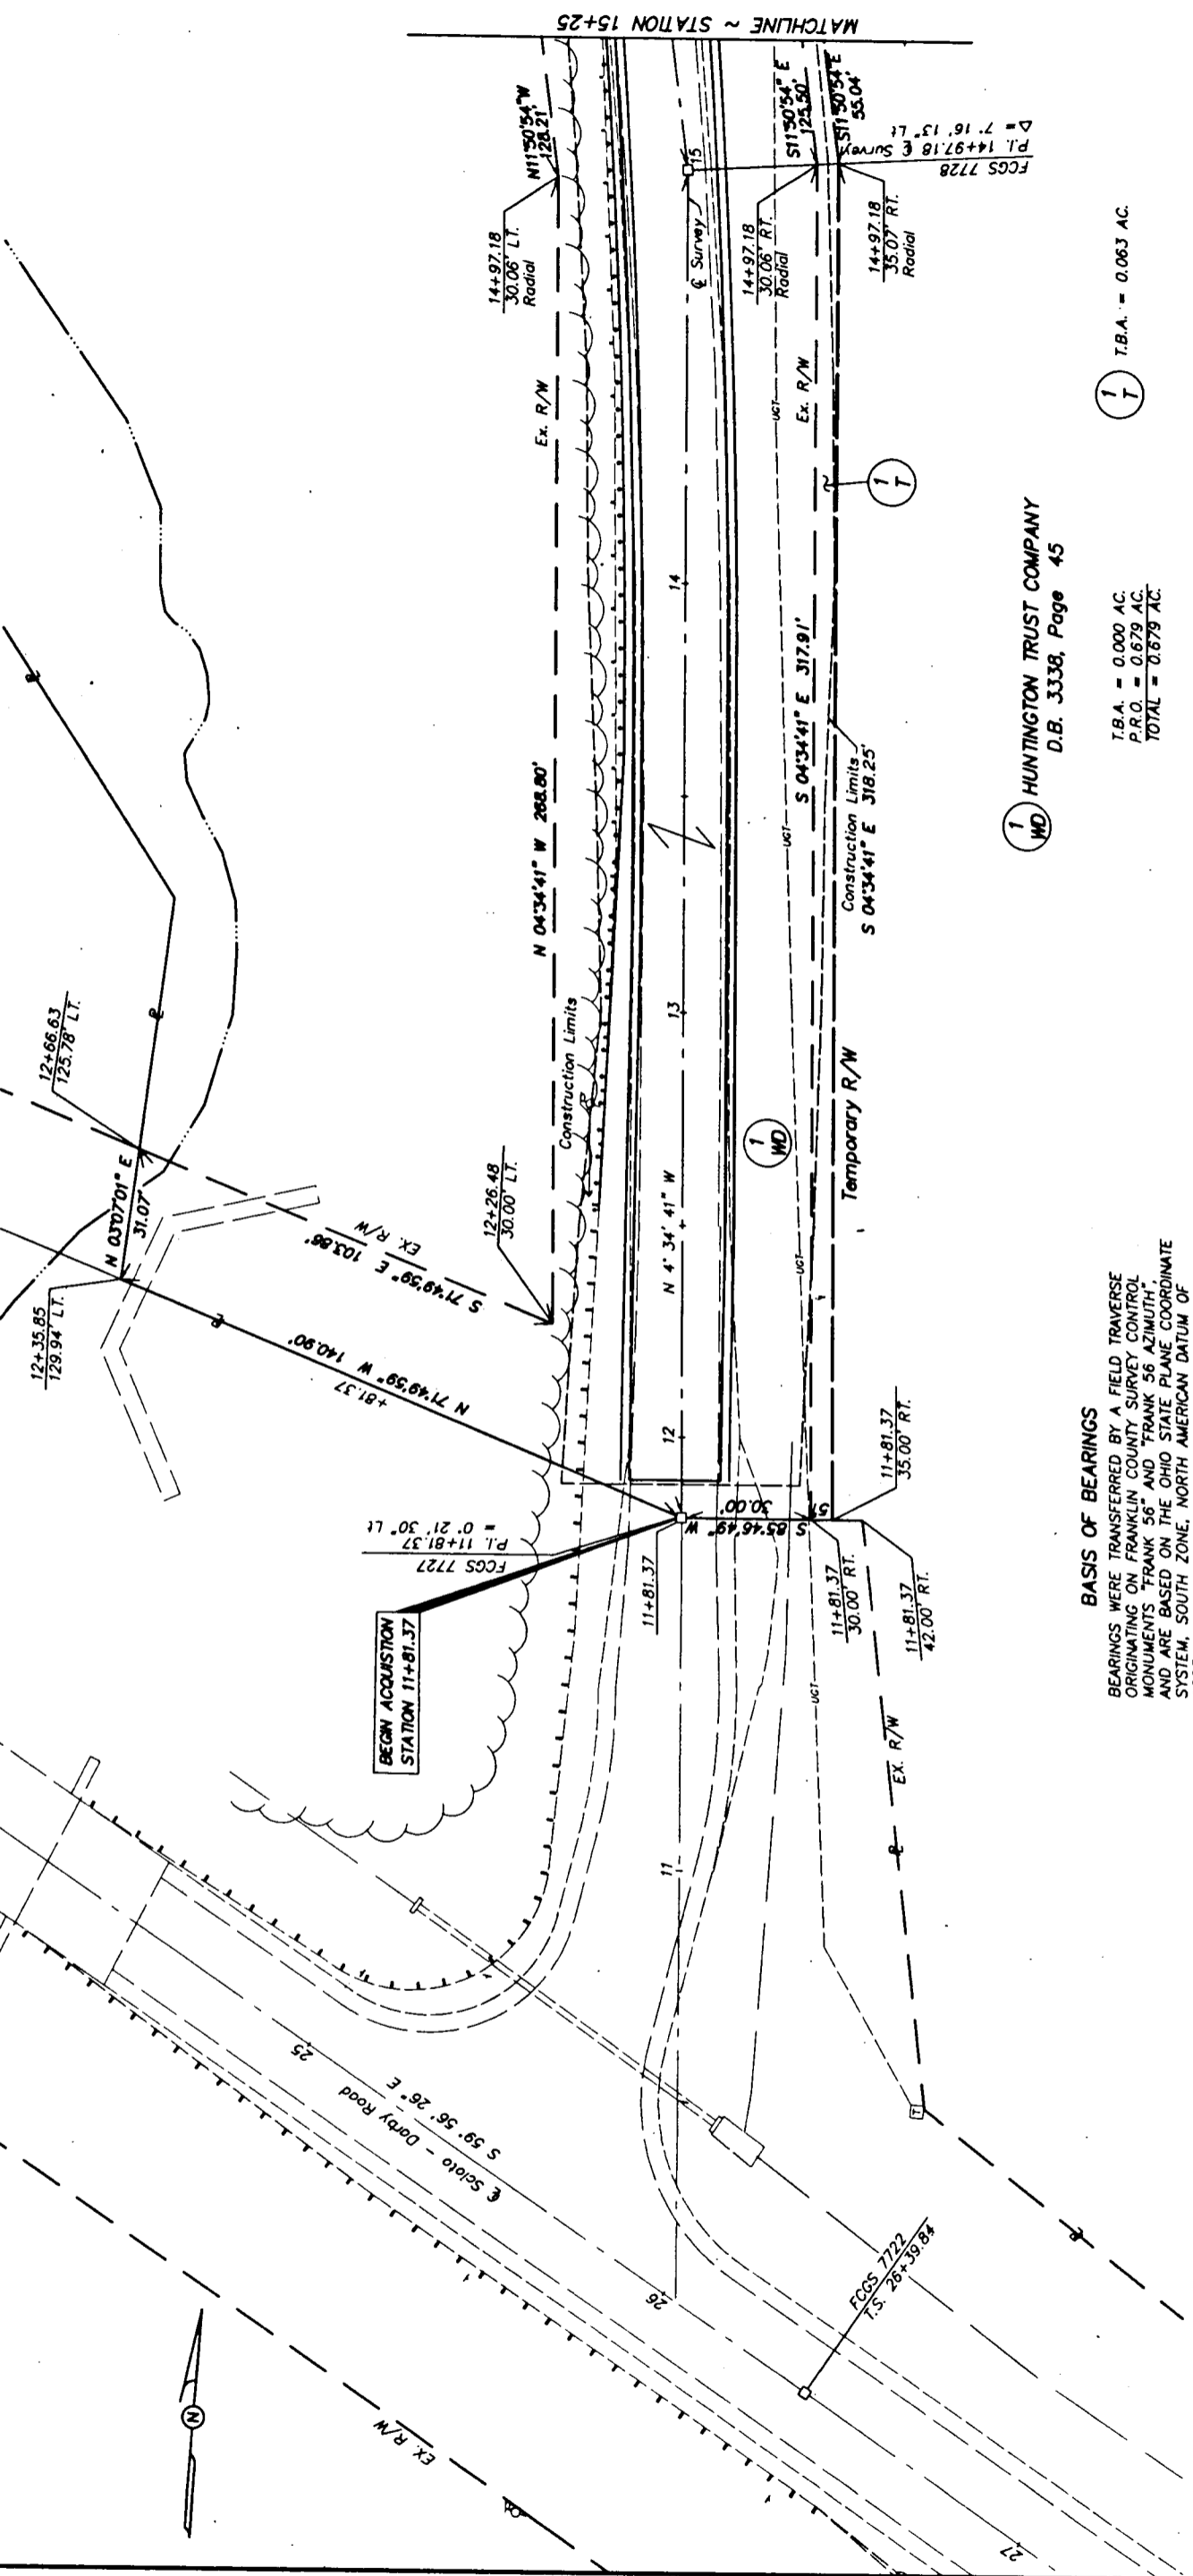 MATCHLINE ~ STATION 15+25
N11°50'54"W
128.21'
S11°50'54" E
125.50'
S11°50'54"E
55.04'
14+97.18
30.06' LT.
Radial
15
℄ Survey
14+97.18
30.06' RT.
Radial
14+97.18
35.07' RT.
Radial
FCGS 7728
P.I. 14+97.18 ℄ Survey
Δ= 7° 16' 13" Lt
Ex. R/W
UGT
Ex. R/W
1
T
1
T
T.B.A. = 0.063 AC.
14
N 04°34'41" W 268.80'
S 04°34'41" E 317.91'
UGT
Construction Limits
S 04°34'41" E 318.25'
1
WD
HUNTINGTON TRUST COMPANY
D.B. 3338, Page 45
T.B.A. = 0.000 AC.
P.R.O. = 0.679 AC.
TOTAL = 0.679 AC.
12+66.63
125.78' LT.
Construction Limits
13
Temporary R/W
N 03°07'01" E
31.07'
12+35.85
129.94' LT.
S 71°49'59" E 103.86'
EX. R/W
12+26.48
30.00' LT.
N 4° 34' 41" W
1
WD
UGT
N 71°49'59" W 140.90'
+81.37
12
FCGS 7727
P.I. 11+81.37
= 0° 21' 30" Lt
S 85°46'49" W
30.00'
5'
11+81.37
35.00' RT.
11+81.37
11+81.37
30.00' RT.
11+81.37
42.00' RT.
BEGIN ACQUISTION
STATION 11+81.37
UGT
EX. R/W
11
25
℄ Scioto - Darby Road
S 59° 56' 26" E
T
26
FCGS 7722
T.S. 26+39.84
N
EX. R/W
27
BASIS OF BEARINGS
BEARINGS WERE TRANSFERRED BY A FIELD TRAVERSE
ORIGINATING ON FRANKLIN COUNTY SURVEY CONTROL
MONUMENTS "FRANK 56" AND "FRANK 56 AZIMUTH",
AND ARE BASED ON THE OHIO STATE PLANE COORDINATE
SYSTEM, SOUTH ZONE, NORTH AMERICAN DATUM OF